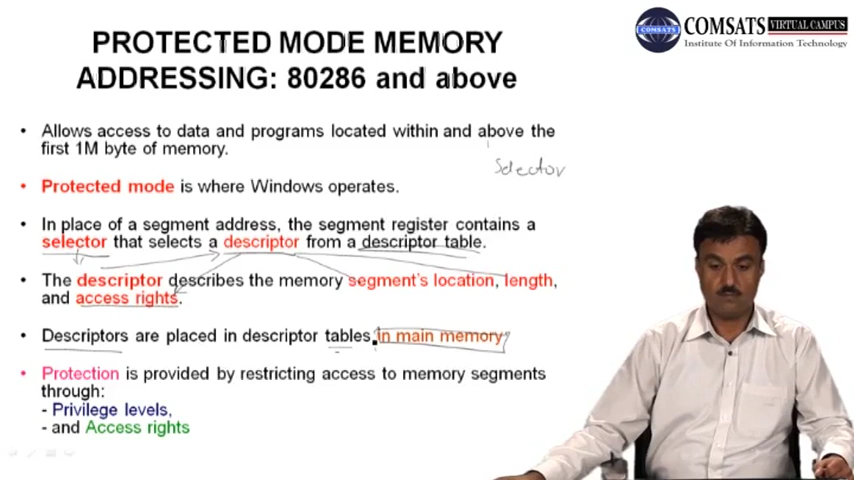 PROTECTED MODE MEMORY
ADDRESSING: 80286 and above
COMSATS VIRTUAL CAMPUS
Institute Of Information Technology
COMSATS
• Allows access to data and programs located within and above the
first 1M byte of memory.
Selector
• Protected mode is where Windows operates.
• In place of a segment address, the segment register contains a
selector that selects a descriptor from a descriptor table.
• The descriptor describes the memory segment's location, length,
and access rights.
• Descriptors are placed in descriptor tables in main memory
• Protection is provided by restricting access to memory segments
through:
- Privilege levels,
- and Access rights